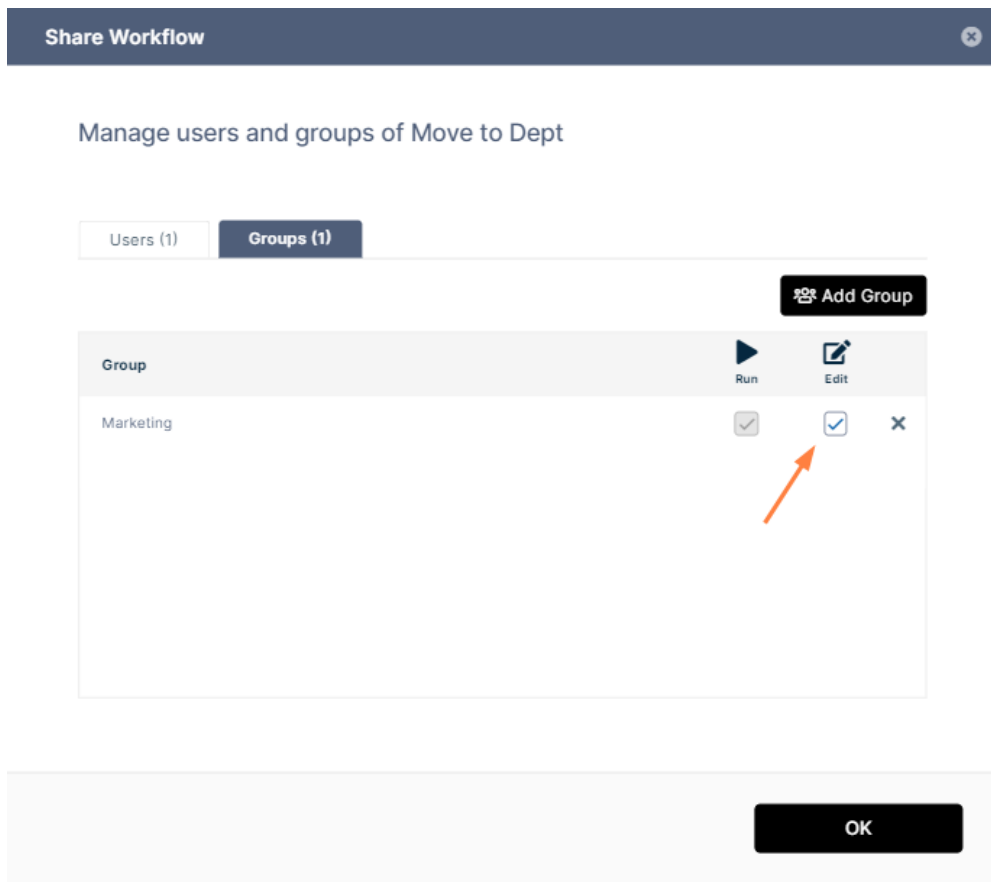 Share Workflow
Manage users and groups of Move to Dept
Users (1) Groups (1)
Add Group
Group Run Edit
Marketing
OK